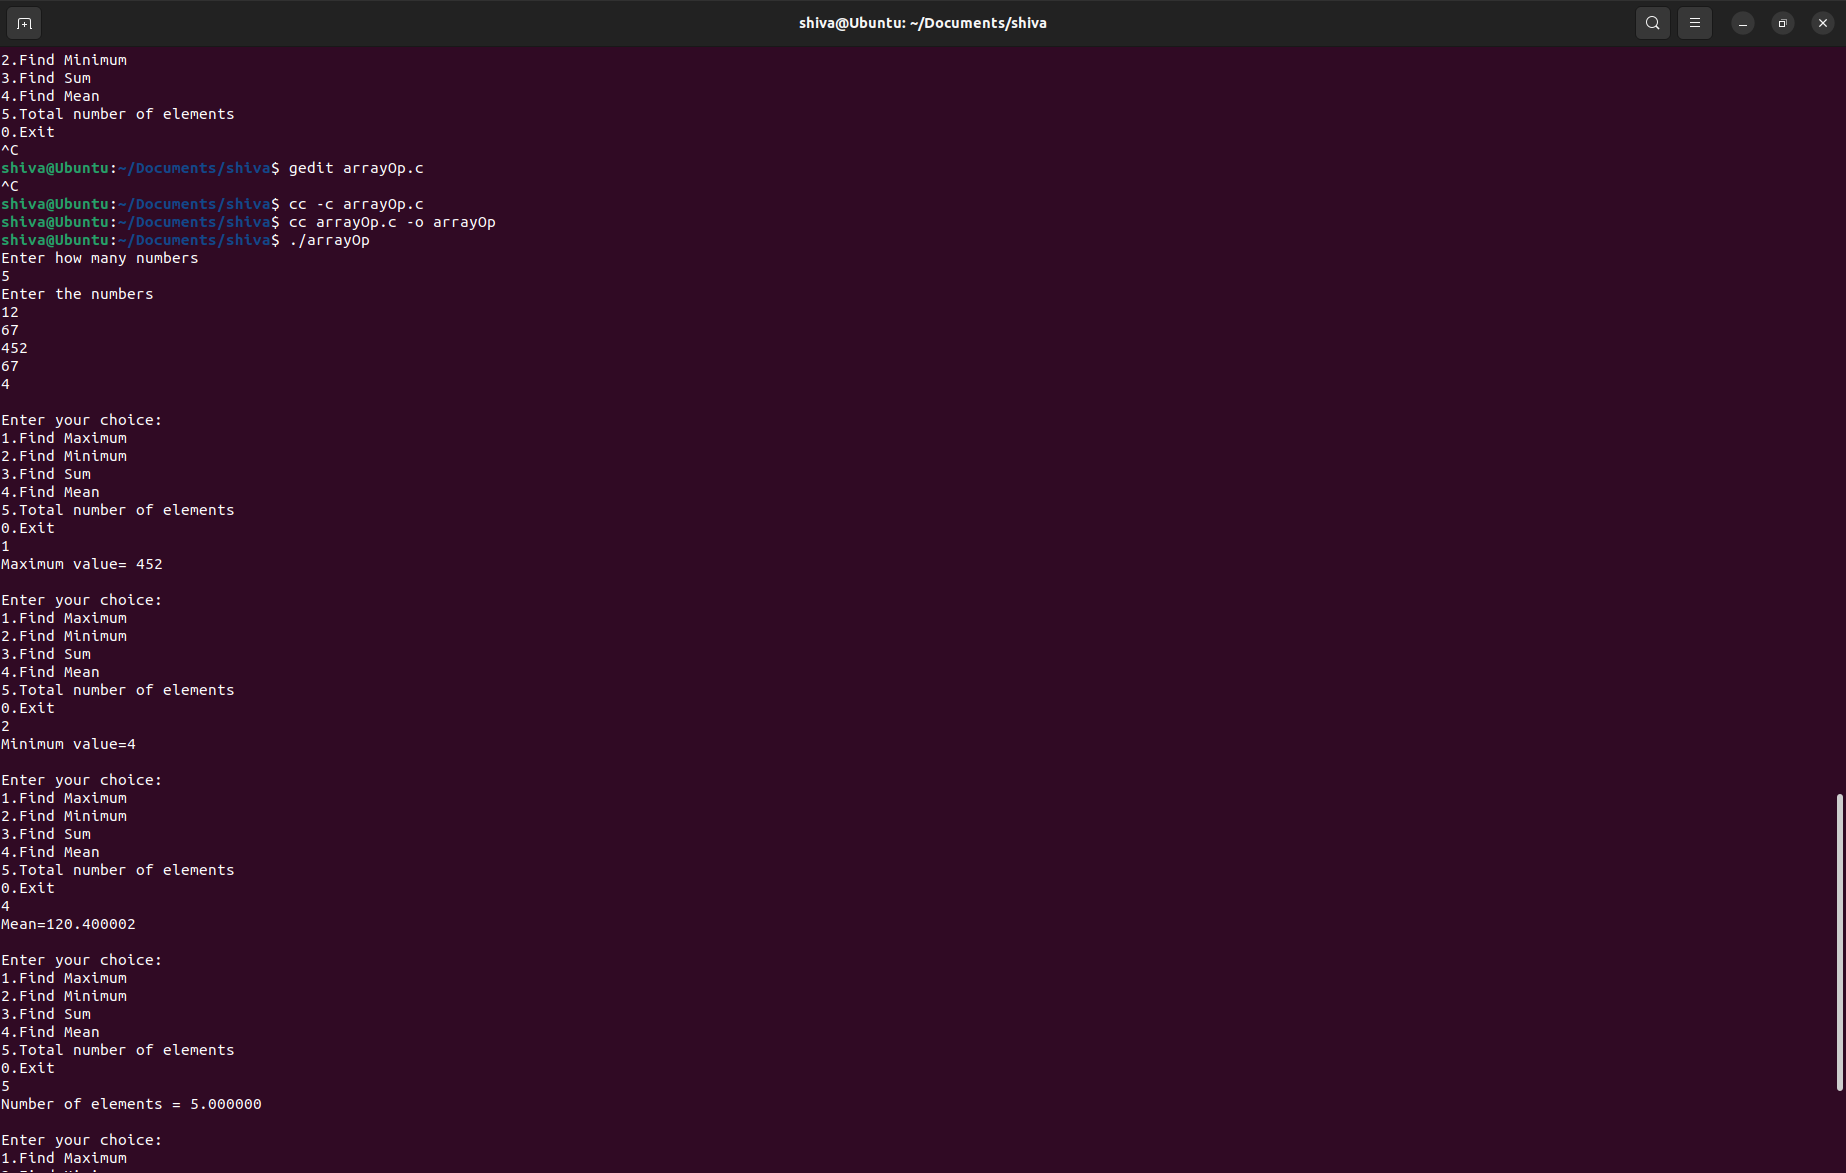 shiva@Ubuntu: ~/Documents/shiva
2.Find Minimum
3.Find Sum
4.Find Mean
5.Total number of elements
0.Exit
^C
shiva@Ubuntu:~/Documents/shiva$ gedit arrayOp.c
^C
shiva@Ubuntu:~/Documents/shiva$ cc -c arrayOp.c
shiva@Ubuntu:~/Documents/shiva$ cc arrayOp.c -o arrayOp
shiva@Ubuntu:~/Documents/shiva$ ./arrayOp
Enter how many numbers
5
Enter the numbers
12
67
452
67
4
Enter your choice:
1.Find Maximum
2.Find Minimum
3.Find Sum
4.Find Mean
5.Total number of elements
0.Exit
1
Maximum value= 452
Enter your choice:
1.Find Maximum
2.Find Minimum
3.Find Sum
4.Find Mean
5.Total number of elements
0.Exit
2
Minimum value=4
Enter your choice:
1.Find Maximum
2.Find Minimum
3.Find Sum
4.Find Mean
5.Total number of elements
0.Exit
4
Mean=120.400002
Enter your choice:
1.Find Maximum
2.Find Minimum
3.Find Sum
4.Find Mean
5.Total number of elements
0.Exit
5
Number of elements = 5.000000
Enter your choice:
1.Find Maximum